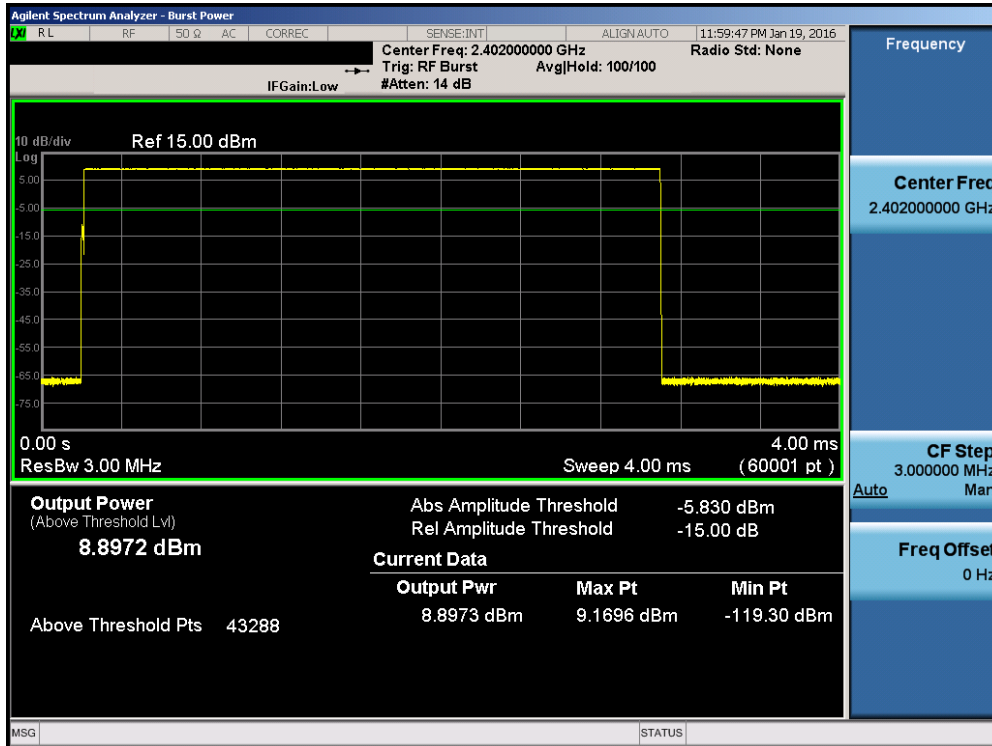 Agilent Spectrum Analyzer - Burst Power
LXI RL RF 50 Ω AC CORREC SENSE:INT ALIGN AUTO 11:59:47 PM Jan 19, 2016
Center Freq: 2.402000000 GHz Radio Std: None
Trig: RF Burst Avg|Hold: 100/100
IFGain:Low #Atten: 14 dB
10 dB/div Ref 15.00 dBm
Log
5.00
-5.00
-15.0
-25.0
-35.0
-45.0
-55.0
-65.0
-75.0
0.00 s 4.00 ms
ResBw 3.00 MHz Sweep 4.00 ms (60001 pt)
Output Power
(Above Threshold Lvl)
8.8972 dBm
Above Threshold Pts 43288
Abs Amplitude Threshold -5.830 dBm
Rel Amplitude Threshold -15.00 dB
Current Data
Output Pwr Max Pt Min Pt
8.8973 dBm 9.1696 dBm -119.30 dBm
Frequency
Center Freq
2.402000000 GHz
CF Step
3.000000 MHz
Auto Man
Freq Offset
0 Hz
MSG STATUS